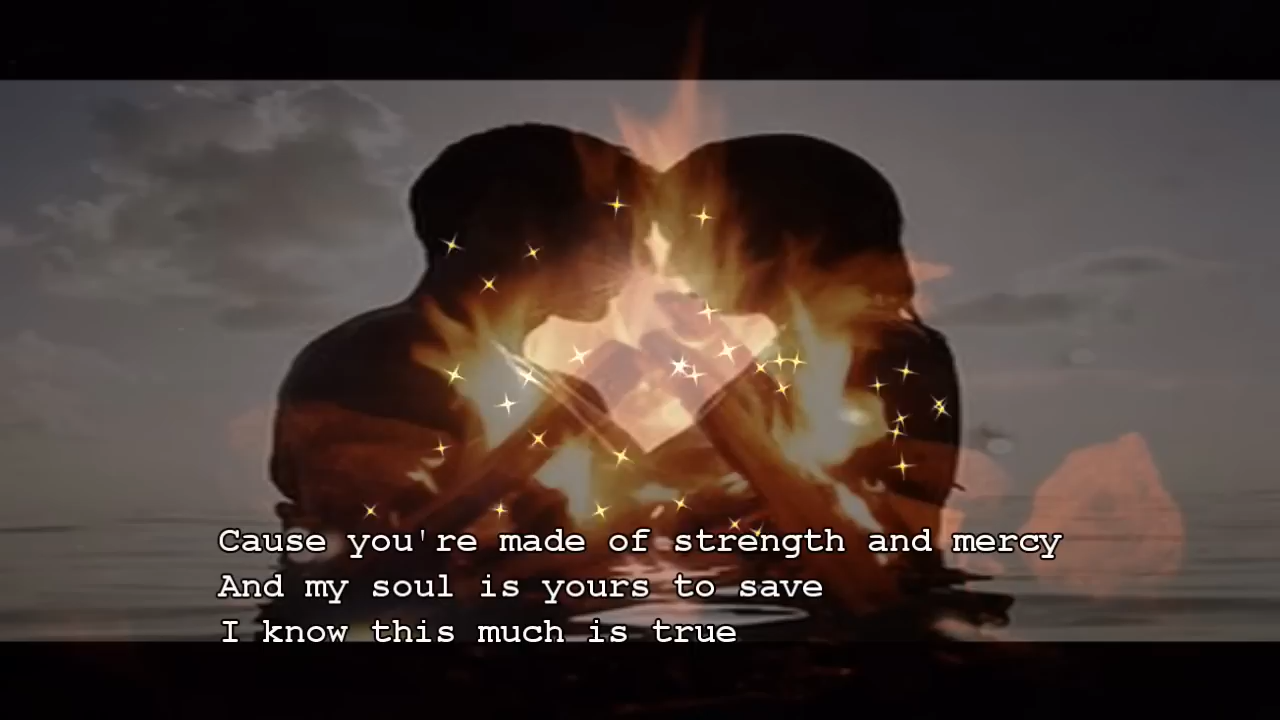 Cause you're made of strength and mercy
And my soul is yours to save
I know this much is true